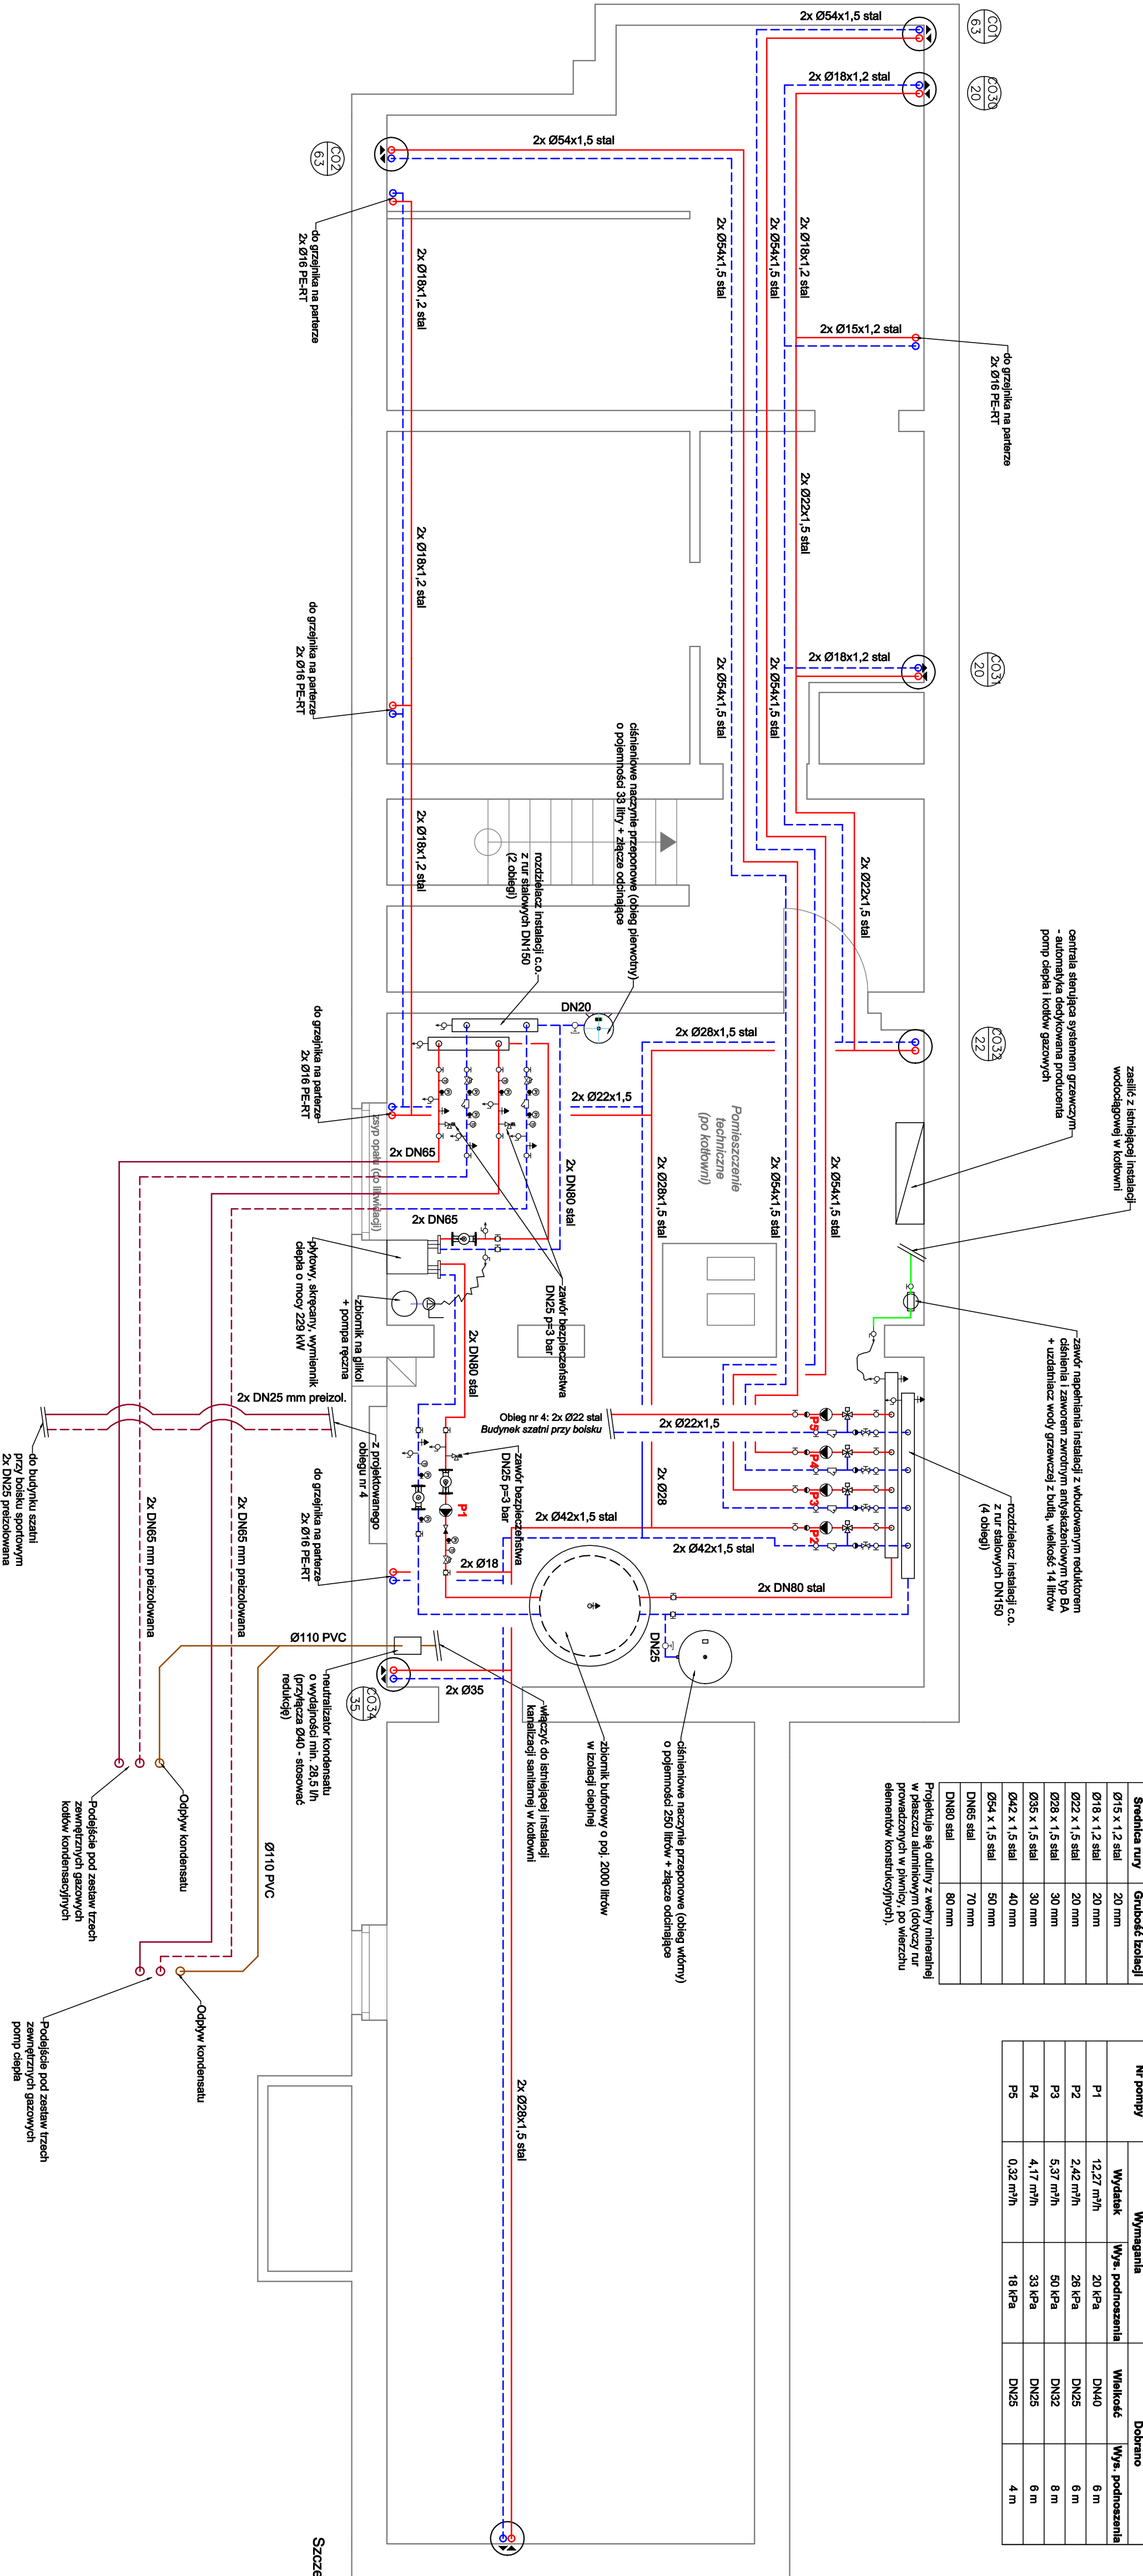 2x Ø54x1,5 stal
CO1
63
2x Ø18x1,2 stal
CO30
20
2x Ø54x1,5 stal
CO2
63
do grzejnika na parterze
2x Ø16 PE-RT
2x Ø18x1,2 stal
2x Ø54x1,5 stal
2x Ø54x1,5 stal
2x Ø18x1,2 stal
2x Ø15x1,2 stal
do grzejnika na parterze
2x Ø16 PE-RT
2x Ø22x1,5 stal
2x Ø18x1,2 stal
do grzejnika na parterze
2x Ø16 PE-RT
2x Ø54x1,5 stal
2x Ø54x1,5 stal
2x Ø18x1,2 stal
CO31
20
2x Ø18x1,2 stal
ciśnieniowe naczynie przeponowe (obieg pierwotny)
o pojemności 33 litry + złącze odcinające
rozdzielacz instalacji c.o.
z rur stalowych DN150
(2 obiegi)
2x Ø22x1,5 stal
centrala sterująca systemem grzewczym
- automatyka dedykowana producenta
pomp ciepła i kotłów gazowych
zasilić z istniejącej instalacji
wodociągowej w kotłowni
CO32
22
DN20
2x Ø28x1,5 stal
2x Ø22x1,5
do grzejnika na parterze
2x Ø16 PE-RT
zsyp opału (do likwidacji)
2x DN65
2x DN80 stal
2x Ø28x1,5 stal
Pomieszczenie
techniczne
(po kotłowni)
2x Ø54x1,5 stal
2x Ø54x1,5 stal
2x DN65
płytowy, skręcany, wymiennik
ciepła o mocy 229 kW
zbiornik na glikol
+ pompa ręczna
zawór bezpieczeństwa
DN25 p=3 bar
2x DN80 stal
zawór napełniania instalacji z wbudowanym reduktorem
ciśnienia i zaworem zwrotnym antyskażeniowym typ BA
+ uzdatniacz wody grzewczej z butlą, wielkość 14 litrów
rozdzielacz instalacji c.o.
z rur stalowych DN150
(4 obiegi)
2x DN25 mm preizol.
z projektowanego
obiegu nr 4
Obieg nr 4: 2x Ø22 stal
Budynek szatni przy boisku
2x Ø22x1,5
P5
P4
P3
P2
P1
zawór bezpieczeństwa
DN25 p=3 bar
2x Ø28
2x Ø42x1,5 stal
2x Ø42x1,5 stal
2x Ø18
2x DN80 stal
do grzejnika na parterze
2x Ø16 PE-RT
do budynku szatni
przy boisku sportowym
2x DN25 preizolowana
2x DN65 mm preizolowana
2x DN65 mm preizolowana
Ø110 PVC
DN25
2x Ø35
CO34
35
neutralizator kondensatu
o wydajności min. 28,5 l/h
(przyłącza Ø40 - stosować
redukcję)
włączyć do istniejącej instalacji
kanalizacji sanitarnej w kotłowni
zbiornik buforowy o poj. 2000 litrów
w izolacji cieplnej
ciśnieniowe naczynie przeponowe (obieg wtórny)
o pojemności 250 litrów + złącze odcinające
Odpływ kondensatu
Podejście pod zestaw trzech
zewnętrznych gazowych
kotłów kondensacyjnych
Ø110 PVC
Odpływ kondensatu
Podejście pod zestaw trzech
zewnętrznych gazowych
pomp ciepła
2x Ø28x1,5 stal
Średnica rury Grubość izolacji
Ø15 x 1,2 stal 20 mm
Ø18 x 1,2 stal 20 mm
Ø22 x 1,5 stal 20 mm
Ø28 x 1,5 stal 30 mm
Ø35 x 1,5 stal 30 mm
Ø42 x 1,5 stal 40 mm
Ø54 x 1,5 stal 50 mm
DN65 stal 70 mm
DN80 stal 80 mm
Projektuje się otuliny z wełny mineralnej
w płaszczu aluminiowym (dotyczy rur
prowadzonych w piwnicy, po wierzchu
elementów konstrukcyjnych).
Nr pompy Wymagania Dobrano
Wydatek Wys. podnoszenia Wielkość Wys. podnoszenia
P1 12,27 m³/h 20 kPa DN40 6 m
P2 2,42 m³/h 26 kPa DN25 6 m
P3 5,37 m³/h 50 kPa DN32 8 m
P4 4,17 m³/h 33 kPa DN25 6 m
P5 0,32 m³/h 18 kPa DN25 4 m